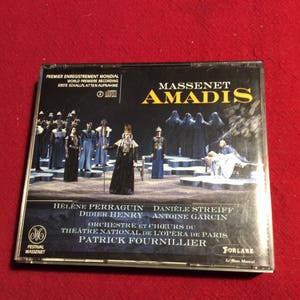 PREMIER ENREGISTREMENT MONDIAL
WORLD PREMIERE RECORDING
ERSTE SCHALLPLATTEN AUFNAHME
MASSENET
AMADIS
HÉLÈNE PERRAGUIN DANIÈLE STREIFF
DIDIER HENRY ANTOINE GARCIN
ORCHESTRE ET CHŒURS DU
THÉÂTRE NATIONAL DE L'OPÉRA DE PARIS
PATRICK FOURNILLIER
FESTIVAL
MASSENET
FORLANE